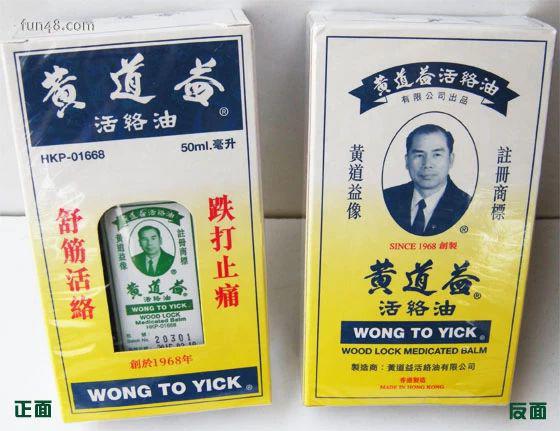 fun48.com
黃道益
活絡油
®
HKP-01668
50ml.毫升
舒筋活絡
跌打止痛
黃道益活絡油
黃道益像
註冊商標
®
黃道益
活絡油
®
WONG TO YICK
WOOD LOCK
Medicated Balm
HKP-01668
Batch No.
20301
創於1968年
WONG TO YICK®
正面
黃道益活絡油
有限公司出品
黃道益像
註冊商標
®
SINCE 1968 創製
黃道益
活絡油
®
WONG TO YICK®
WOOD LOCK MEDICATED BALM
製造商：黃道益活絡油有限公司
香港製造
MADE IN HONG KONG
反面